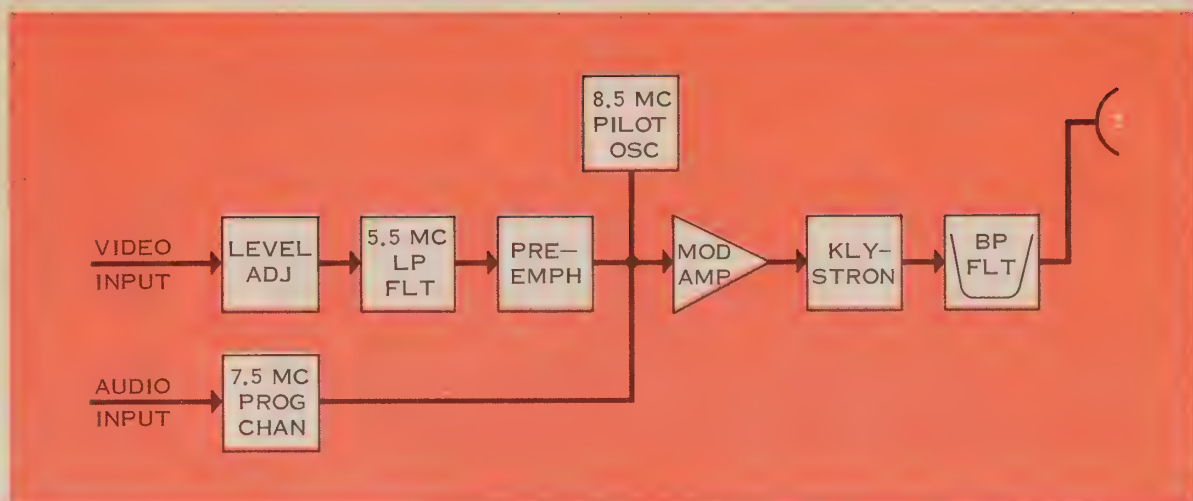 8.5 MC
PILOT
OSC
VIDEO
INPUT
LEVEL
ADJ
5.5 MC
LP
FLT
PRE-
EMPH
MOD
AMP
KLY-
STRON
BP
FLT
AUDIO
INPUT
7.5 MC
PROG
CHAN